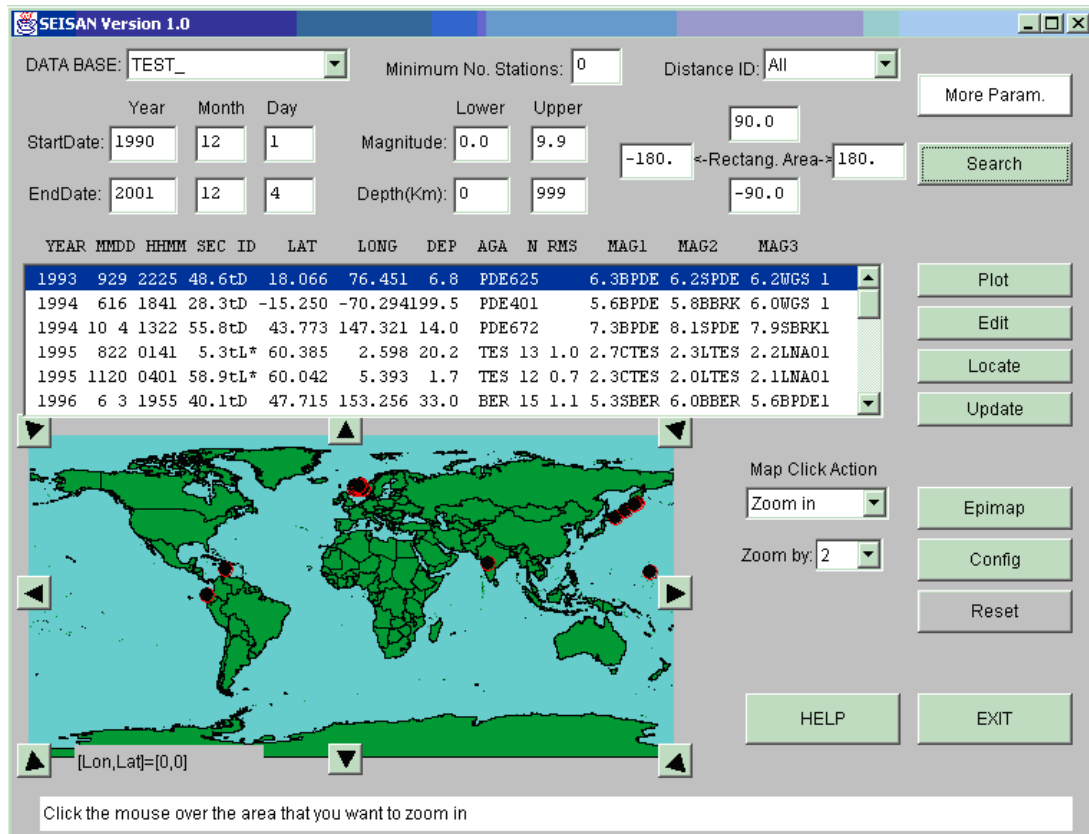 SEISAN Version 1.0
DATA BASE: TEST_ Minimum No. Stations: 0 Distance ID: All
More Param.
Year Month Day Lower Upper
90.0
StartDate: 1990 12 1 Magnitude: 0.0 9.9
-180. <-Rectang. Area-> 180.
Search
EndDate: 2001 12 4 Depth(Km): 0 999 -90.0
YEAR MMDD HHMM SEC ID LAT LONG DEP AGA N RMS MAG1 MAG2 MAG3
1993 929 2225 48.6tD 18.066 76.451 6.8 PDE625 6.3BPDE 6.2SPDE 6.2WGS 1
1994 616 1841 28.3tD -15.250 -70.294199.5 PDE401 5.6BPDE 5.8BBRK 6.0WGS 1
1994 10 4 1322 55.8tD 43.773 147.321 14.0 PDE672 7.3BPDE 8.1SPDE 7.9SBRK1
1995 822 0141 5.3tL* 60.385 2.598 20.2 TES 13 1.0 2.7CTES 2.3LTES 2.2LNAO1
1995 1120 0401 58.9tL* 60.042 5.393 1.7 TES 12 0.7 2.3CTES 2.0LTES 2.1LNAO1
1996 6 3 1955 40.1tD 47.715 153.256 33.0 BER 15 1.1 5.3SBER 6.0BBER 5.6BPDE1
Plot
Edit
Locate
Update
Map Click Action
Zoom in
Epimap
Zoom by: 2
Config
Reset
HELP
EXIT
[Lon,Lat]=[0,0]
Click the mouse over the area that you want to zoom in